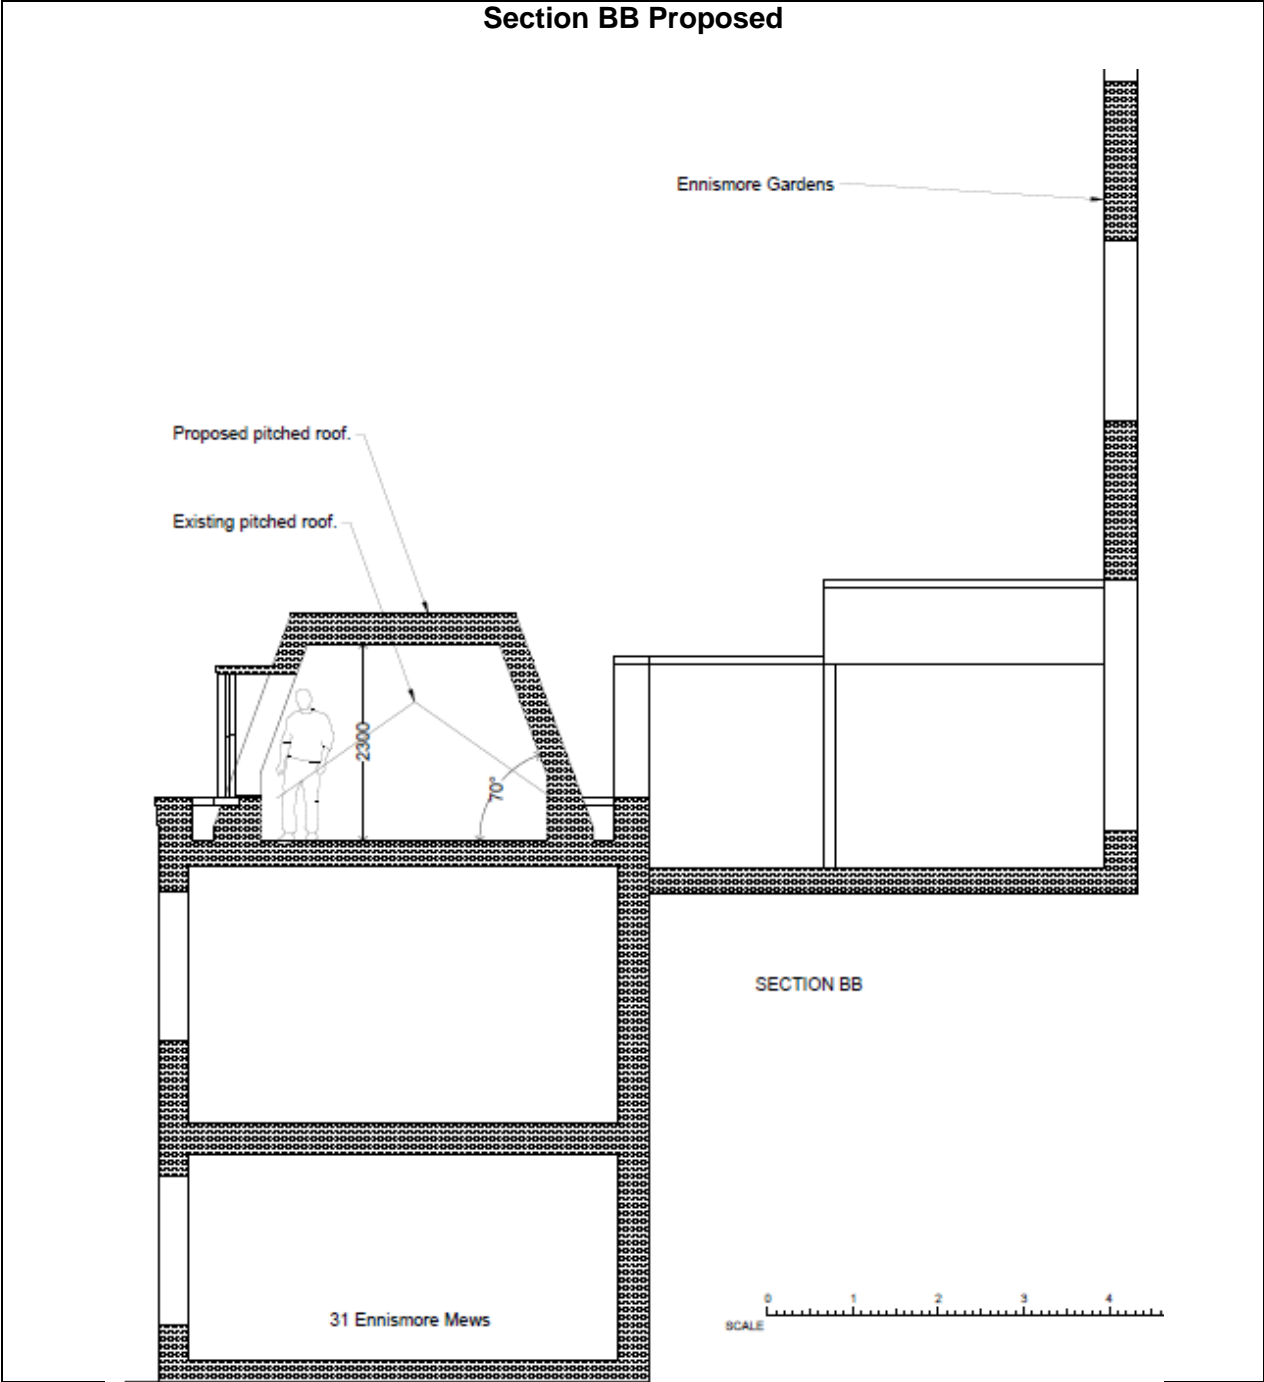 Section BB Proposed
Ennismore Gardens
Proposed pitched roof.
Existing pitched roof.
2300
70°
SECTION BB
31 Ennismore Mews
0 1 2 3 4
SCALE